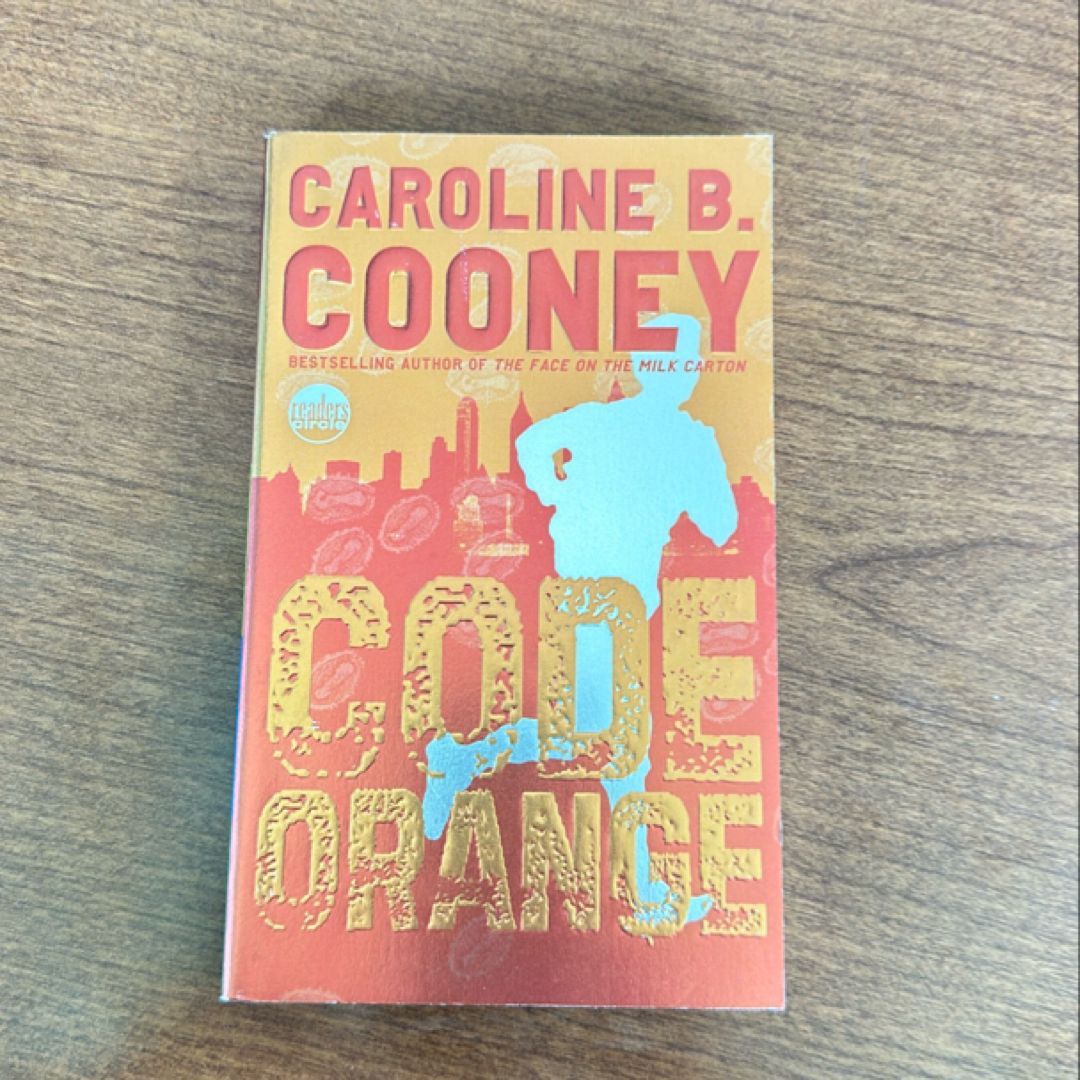 CAROLINE B.
COONEY
BESTSELLING AUTHOR OF THE FACE ON THE MILK CARTON
readers
circle
CODE
ORANGE